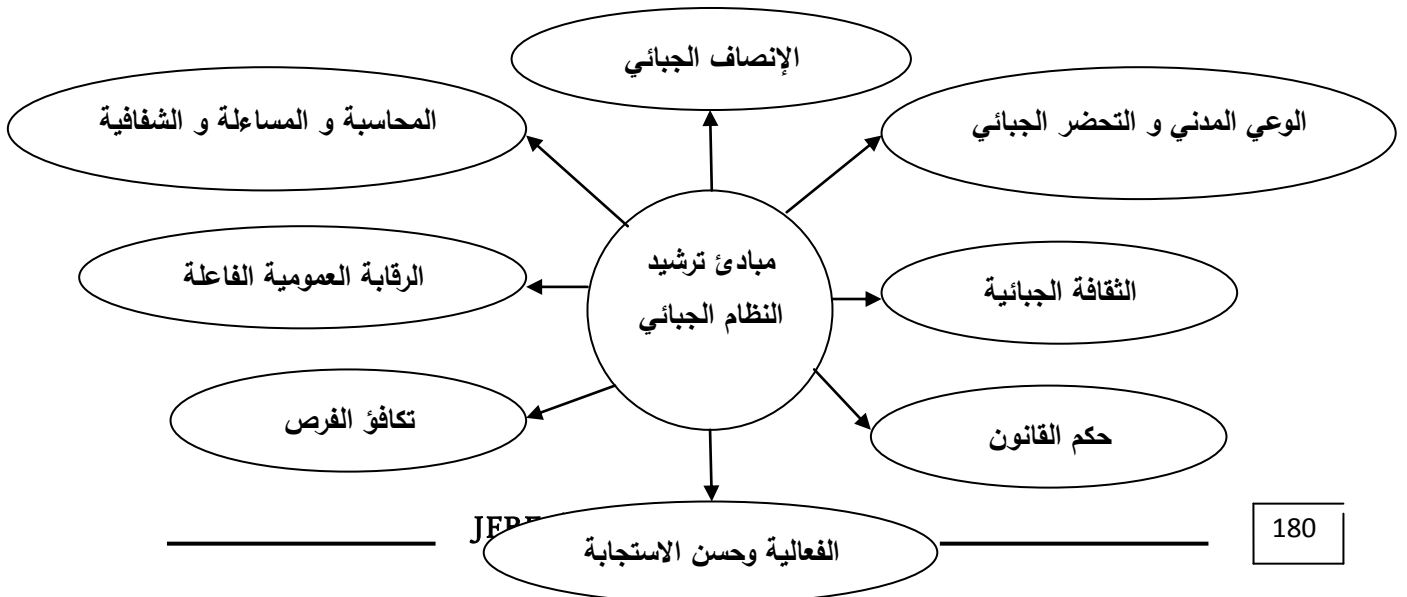 الإنصاف الجبائي
الوعي المدني و التحضر الجبائي
المحاسبة و المساءلة و الشفافية
مبادئ ترشيد
النظام الجبائي
الثقافة الجبائية
الرقابة العمومية الفاعلة
حكم القانون
تكافؤ الفرص
الفعالية وحسن الاستجابة
180